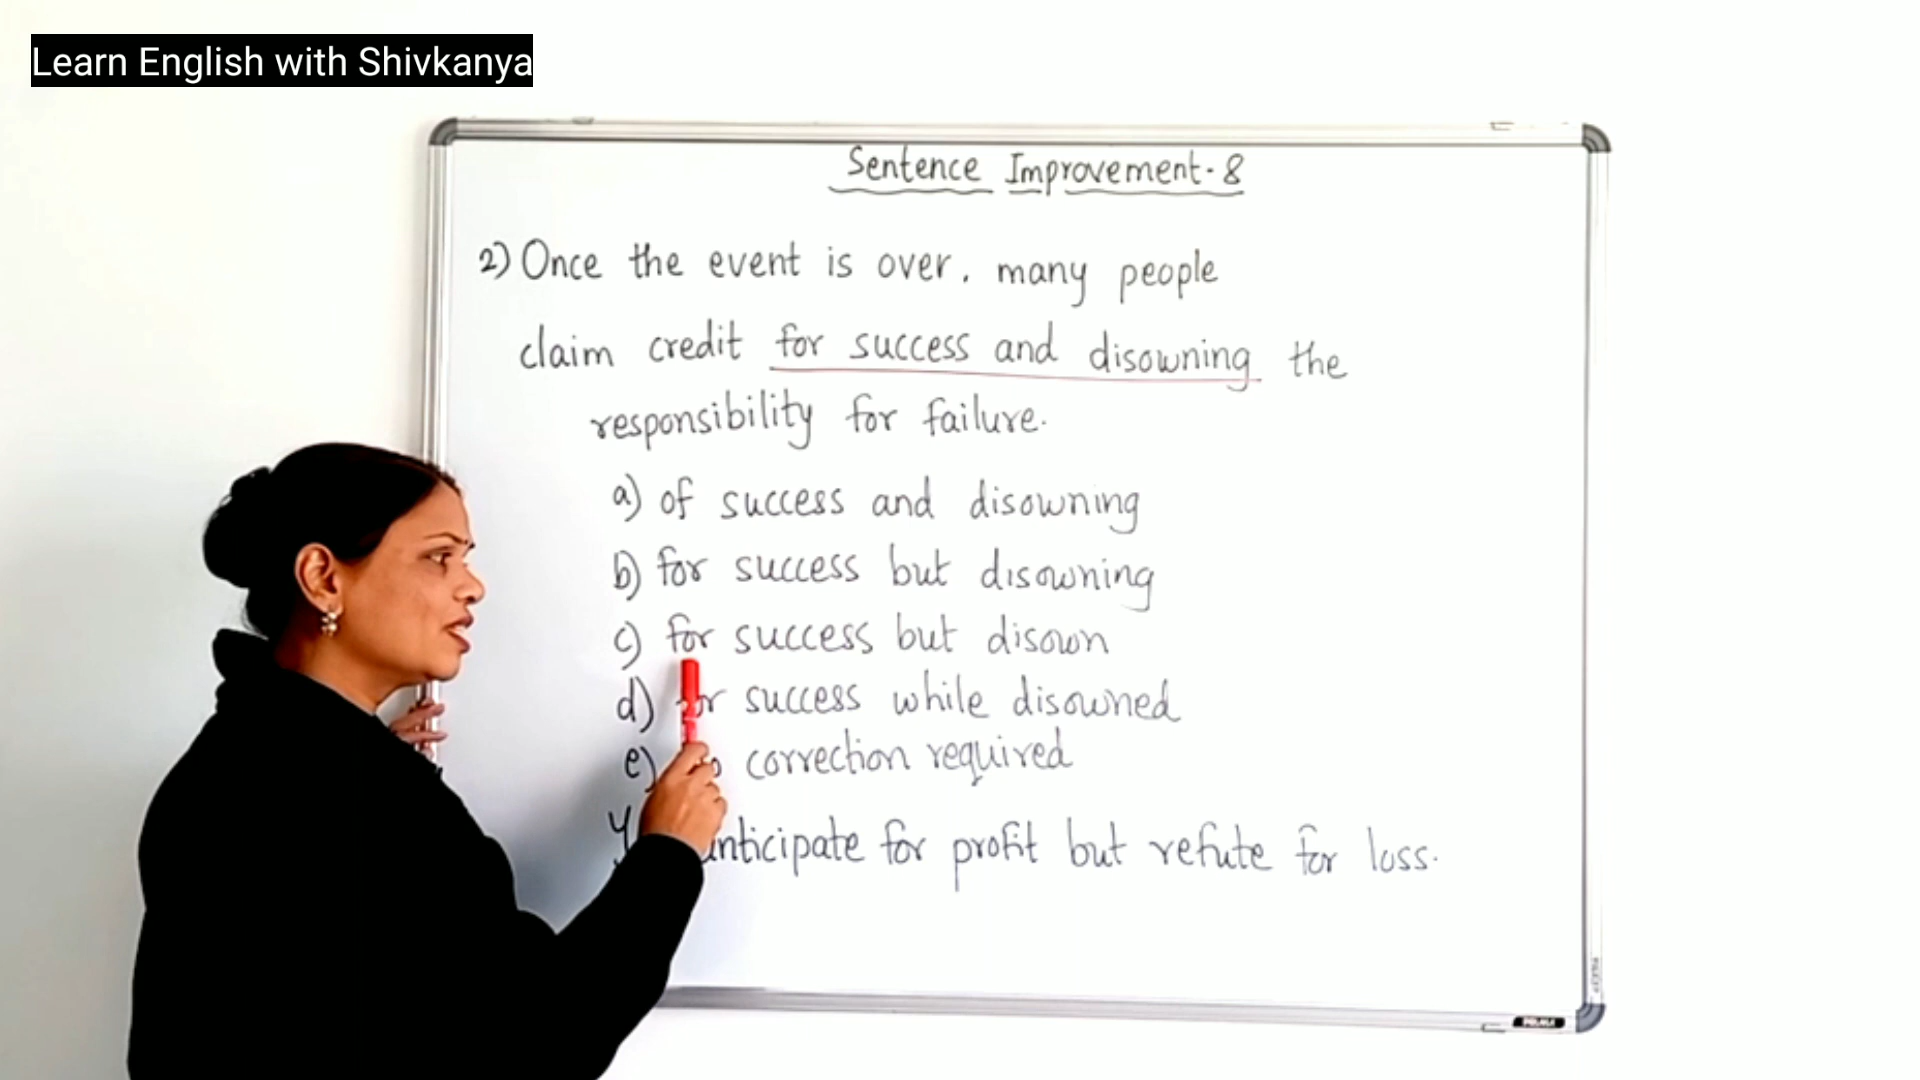 Learn English with Shivkanya
Sentence Improvement-8
2) Once the event is over. many people
claim credit for success and disowning the
responsibility for failure.
a) of success and disowning
b) for success but disowning
c) for success but disown
d) for success while disowned
e) correction required
anticipate for profit but refute for loss.